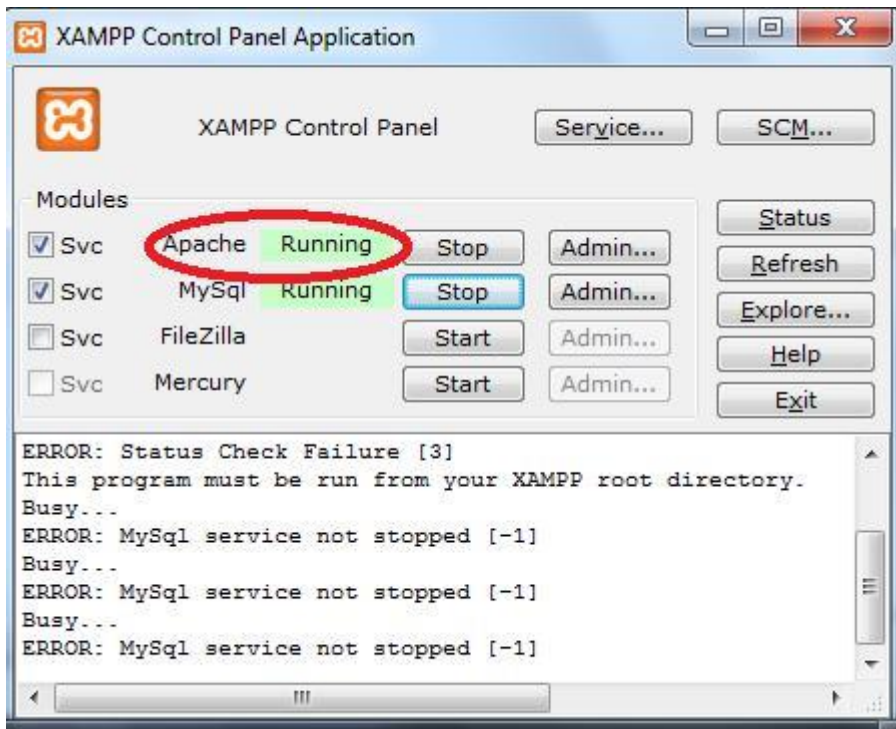 XAMPP Control Panel Application
XAMPP Control Panel Service... SCM...
Modules
Status
Svc Apache Running Stop Admin...
Refresh
Svc MySql Running Stop Admin...
Explore...
Svc FileZilla Start Admin...
Help
Svc Mercury Start Admin...
Exit
ERROR: Status Check Failure [3]
This program must be run from your XAMPP root directory.
Busy...
ERROR: MySql service not stopped [-1]
Busy...
ERROR: MySql service not stopped [-1]
Busy...
ERROR: MySql service not stopped [-1]